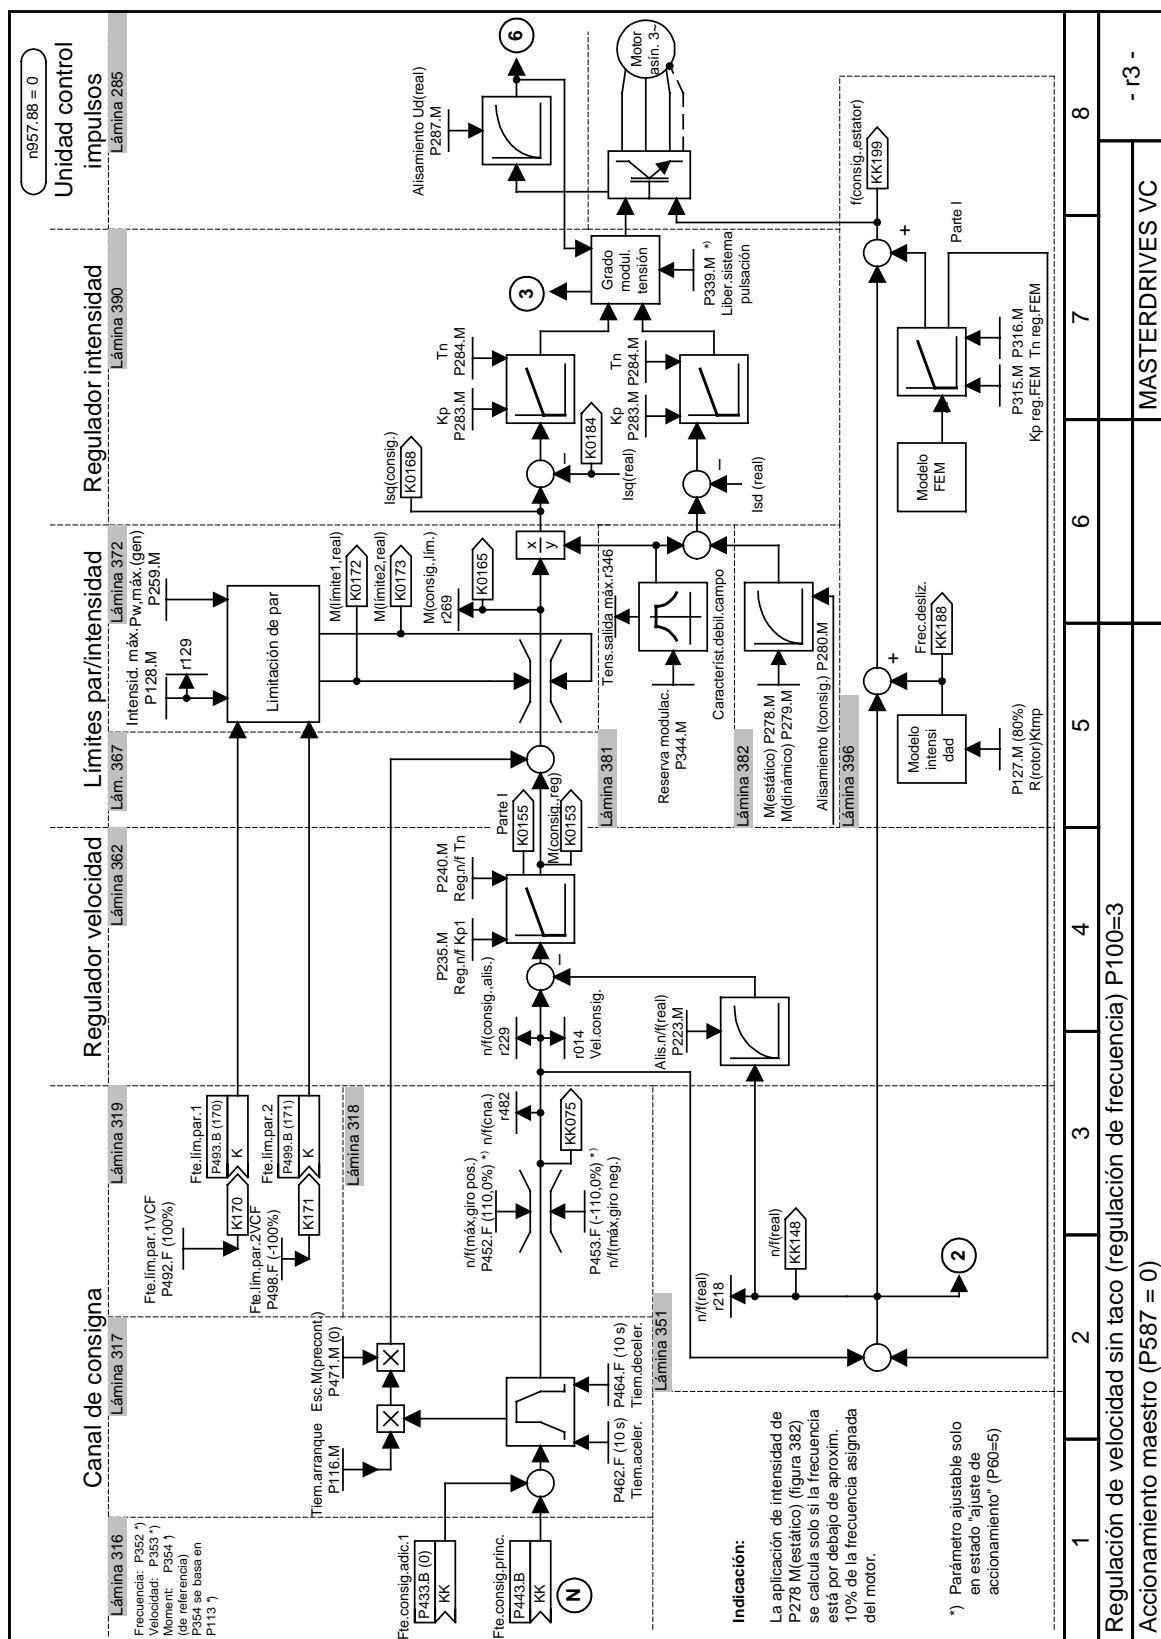 n957.88 = 0
Canal de consigna
Regulador velocidad
Límites par/intensidad
Regulador intensidad
Unidad control
impulsos
Lámina 316
Lámina 317
Lámina 319
Lámina 362
Lám. 367
Lámina 372
Lámina 390
Lámina 285
Frecuencia: P352 *)
Velocidad: P353 *)
Moment: P354 *)
(de referencia)
P354 se basa en
P113 *)
Fte.lím.par.1VCF
P492.F (100%)
K170
Fte.lím.par.1
P493.B (170)
K
Fte.lím.par.2VCF
P498.F (-100%)
K171
Fte.lím.par.2
P499.B (171)
K
Lámina 318
Intensid. máx.
P128.M
r129
Pw.máx.(gen)
P259.M
Limitación de par
M(límite1,real)
K0172
M(límite2,real)
K0173
M(consig.,lím.)
r269
K0165
Tiem.arranque
P116.M
Esc.M(precont.)
P471.M (0)
Fte.consig.adic.1
P433.B (0)
KK
Fte.consig.princ.
P443.B
KK
N
P462.F (10 s)
Tiem.aceler.
P464.F (10 s)
Tiem.deceler.
n/f(máx,giro pos.)
P452.F (110,0%) *)
P453.F (-110,0%) *)
n/f(máx,giro neg.)
n/f(cna.)
r482
KK075
n/f(consig.,alis.)
r229
r014
Vel.consig.
P235.M
Reg.n/f Kp1
P240.M
Reg.n/f Tn
Parte I
K0155
M(consig.,reg)
K0153
x
y
Isq(consig.)
K0168
Isq(real)
K0184
Kp
P283.M
Tn
P284.M
Kp
P283.M
Tn
P284.M
Isd (real)
3
Grado
modul.
tensión
P339.M *)
Liber.sistema
pulsación
Alisamiento Ud(real)
P287.M
6
Motor
asín. 3~
Lámina 351
n/f(real)
r218
n/f(real)
KK148
2
Alis.n/f(real)
P223.M
Lámina 381
Reserva modulac.
P344.M
Tens.salida máx.r346
Característ.debil.campo
Lámina 382
M(estático) P278.M
M(dinámico) P279.M
Alisamiento I(consig.) P280.M
Lámina 396
Modelo
intensi
dad
P127.M (80%)
R(rotor)Ktmp
Frec.desliz.
KK188
+
Modelo
FEM
P315.M
Kp reg.FEM
P316.M
Tn reg.FEM
Parte I
+
f(consig.,estator)
KK199
Indicación:
La aplicación de intensidad de
P278 M(estático) (figura 382)
se calcula solo si la frecuencia
está por debajo de aproxim.
10% de la frecuencia asignada
del motor.
*) Parámetro ajustable solo
en estado "ajuste de
accionamiento" (P60=5)
1 2 3 4 5 6 7 8
Regulación de velocidad sin taco (regulación de frecuencia) P100=3
Accionamiento maestro (P587 = 0)
MASTERDRIVES VC
- r3 -